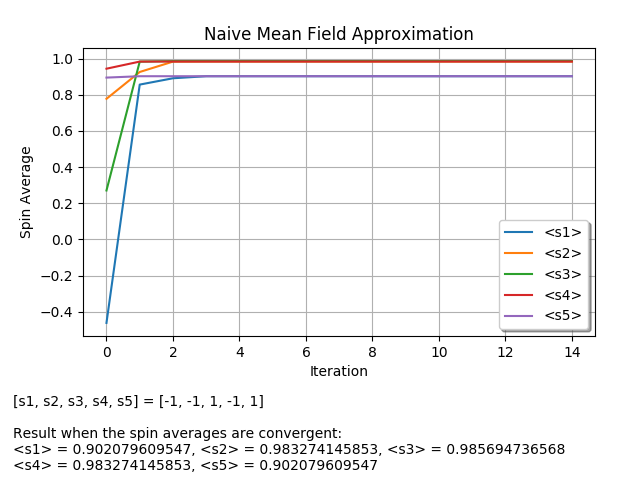 Naive Mean Field Approximation
Spin Average
1.0
0.8
0.6
0.4
0.2
0.0
−0.2
−0.4
<s1>
<s2>
<s3>
<s4>
<s5>
0 2 4 6 8 10 12 14
Iteration
[s1, s2, s3, s4, s5] = [-1, -1, 1, -1, 1]
Result when the spin averages are convergent:
<s1> = 0.902079609547, <s2> = 0.983274145853, <s3> = 0.985694736568
<s4> = 0.983274145853, <s5> = 0.902079609547